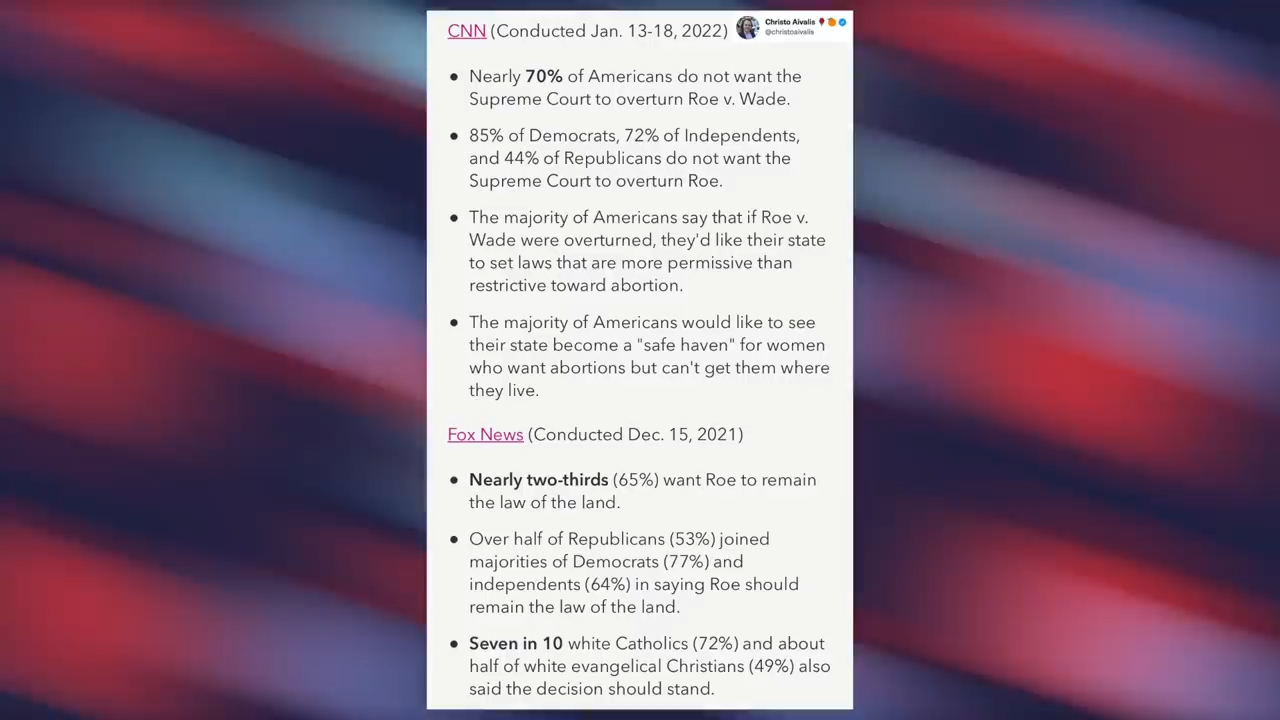 CNN (Conducted Jan. 13-18, 2022)
Christo Aivalis
@christoaivalis
• Nearly 70% of Americans do not want the
Supreme Court to overturn Roe v. Wade.
• 85% of Democrats, 72% of Independents,
and 44% of Republicans do not want the
Supreme Court to overturn Roe.
• The majority of Americans say that if Roe v.
Wade were overturned, they'd like their state
to set laws that are more permissive than
restrictive toward abortion.
• The majority of Americans would like to see
their state become a "safe haven" for women
who want abortions but can't get them where
they live.
Fox News (Conducted Dec. 15, 2021)
• Nearly two-thirds (65%) want Roe to remain
the law of the land.
• Over half of Republicans (53%) joined
majorities of Democrats (77%) and
independents (64%) in saying Roe should
remain the law of the land.
• Seven in 10 white Catholics (72%) and about
half of white evangelical Christians (49%) also
said the decision should stand.